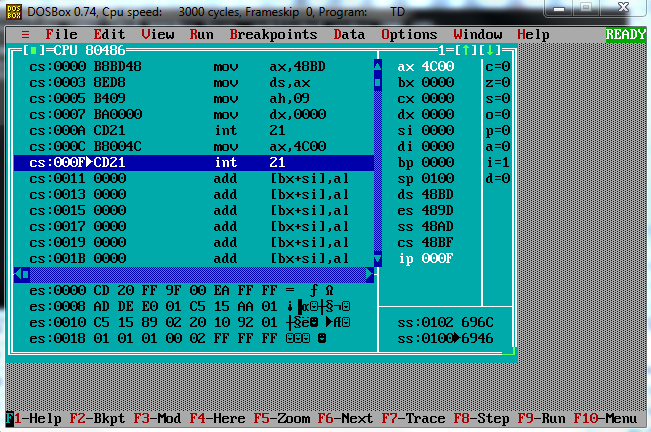 DOSBox 0.74, Cpu speed: 3000 cycles, Frameskip 0, Program: TD
≡ File Edit View Run Breakpoints Data Options Window Help READY
[■]=CPU 80486 1=[↑][↓]
cs:0000 B8BD48 mov ax,48BD ax 4C00 c=0
cs:0003 8ED8 mov ds,ax bx 0000 z=0
cs:0005 B409 mov ah,09 cx 0000 s=0
cs:0007 BA0000 mov dx,0000 dx 0000 o=0
cs:000A CD21 int 21 si 0000 p=0
cs:000C B8004C mov ax,4C00 di 0000 a=0
cs:000F►CD21 int 21 bp 0000 i=1
cs:0011 0000 add [bx+si],al sp 0100 d=0
cs:0013 0000 add [bx+si],al ds 48BD
cs:0015 0000 add [bx+si],al es 489D
cs:0017 0000 add [bx+si],al ss 48AD
cs:0019 0000 add [bx+si],al cs 48BF
cs:001B 0000 add [bx+si],al ip 000F
es:0000 CD 20 FF 9F 00 EA FF FF = ƒ Ω
es:0008 AD DE E0 01 C5 15 AA 01 ¡▐α☺┼§¬☺
es:0010 C5 15 89 02 20 10 92 01 ┼§ë☻ ►Æ☺ ss:0102 696C
es:0018 01 01 01 00 02 FF FF FF ☺☺☺ ☻ ss:0100►6946
F1-Help F2-Bkpt F3-Mod F4-Here F5-Zoom F6-Next F7-Trace F8-Step F9-Run F10-Menu